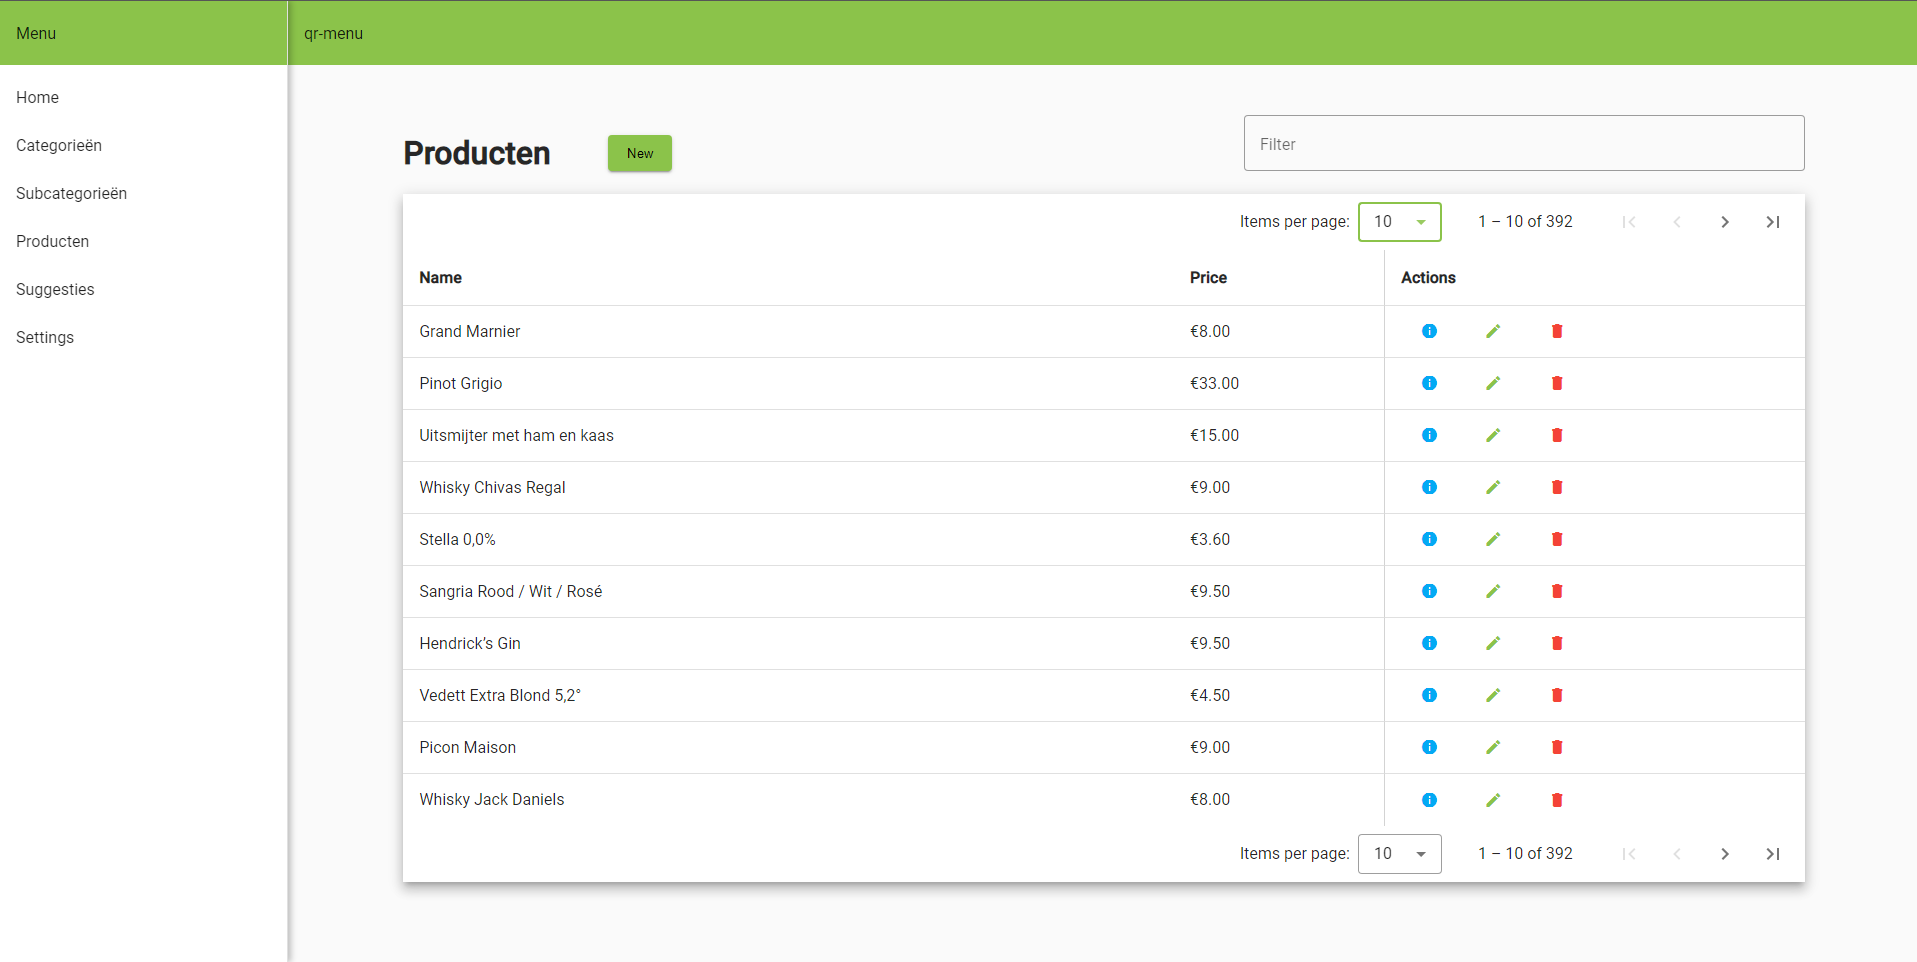 Menu
qr-menu
Home
Categorieën
Subcategorieën
Producten
Suggesties
Settings
Producten
New
Filter
Items per page: 10 1 – 10 of 392
Name Price Actions
Grand Marnier €8.00
Pinot Grigio €33.00
Uitsmijter met ham en kaas €15.00
Whisky Chivas Regal €9.00
Stella 0,0% €3.60
Sangria Rood / Wit / Rosé €9.50
Hendrick’s Gin €9.50
Vedett Extra Blond 5,2° €4.50
Picon Maison €9.00
Whisky Jack Daniels €8.00
Items per page: 10 1 – 10 of 392